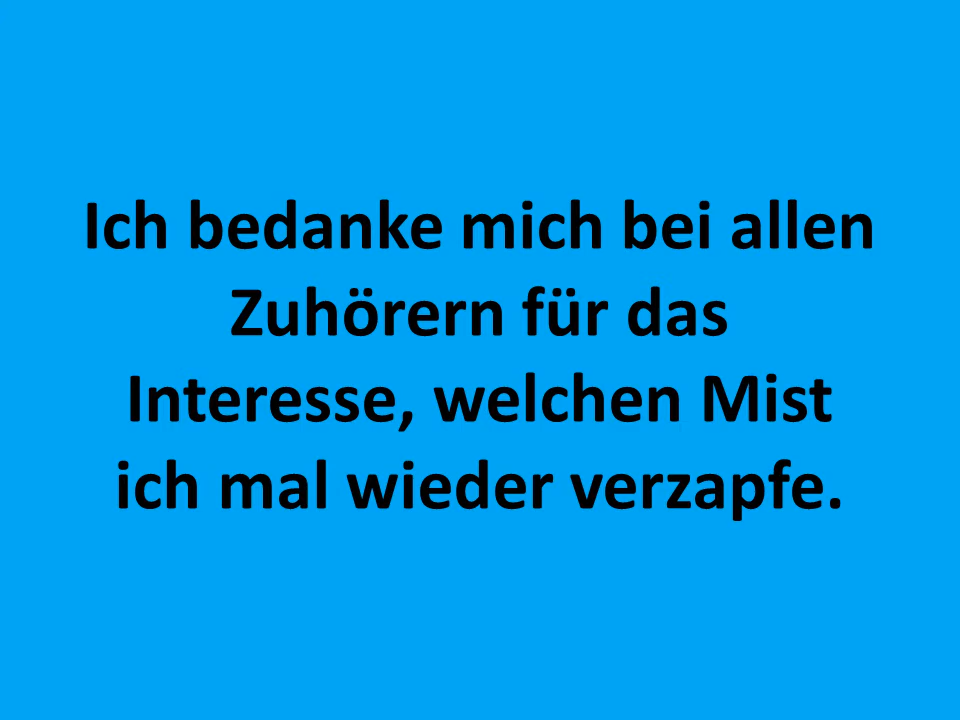 Ich bedanke mich bei allen
Zuhörern für das
Interesse, welchen Mist
ich mal wieder verzapfe.